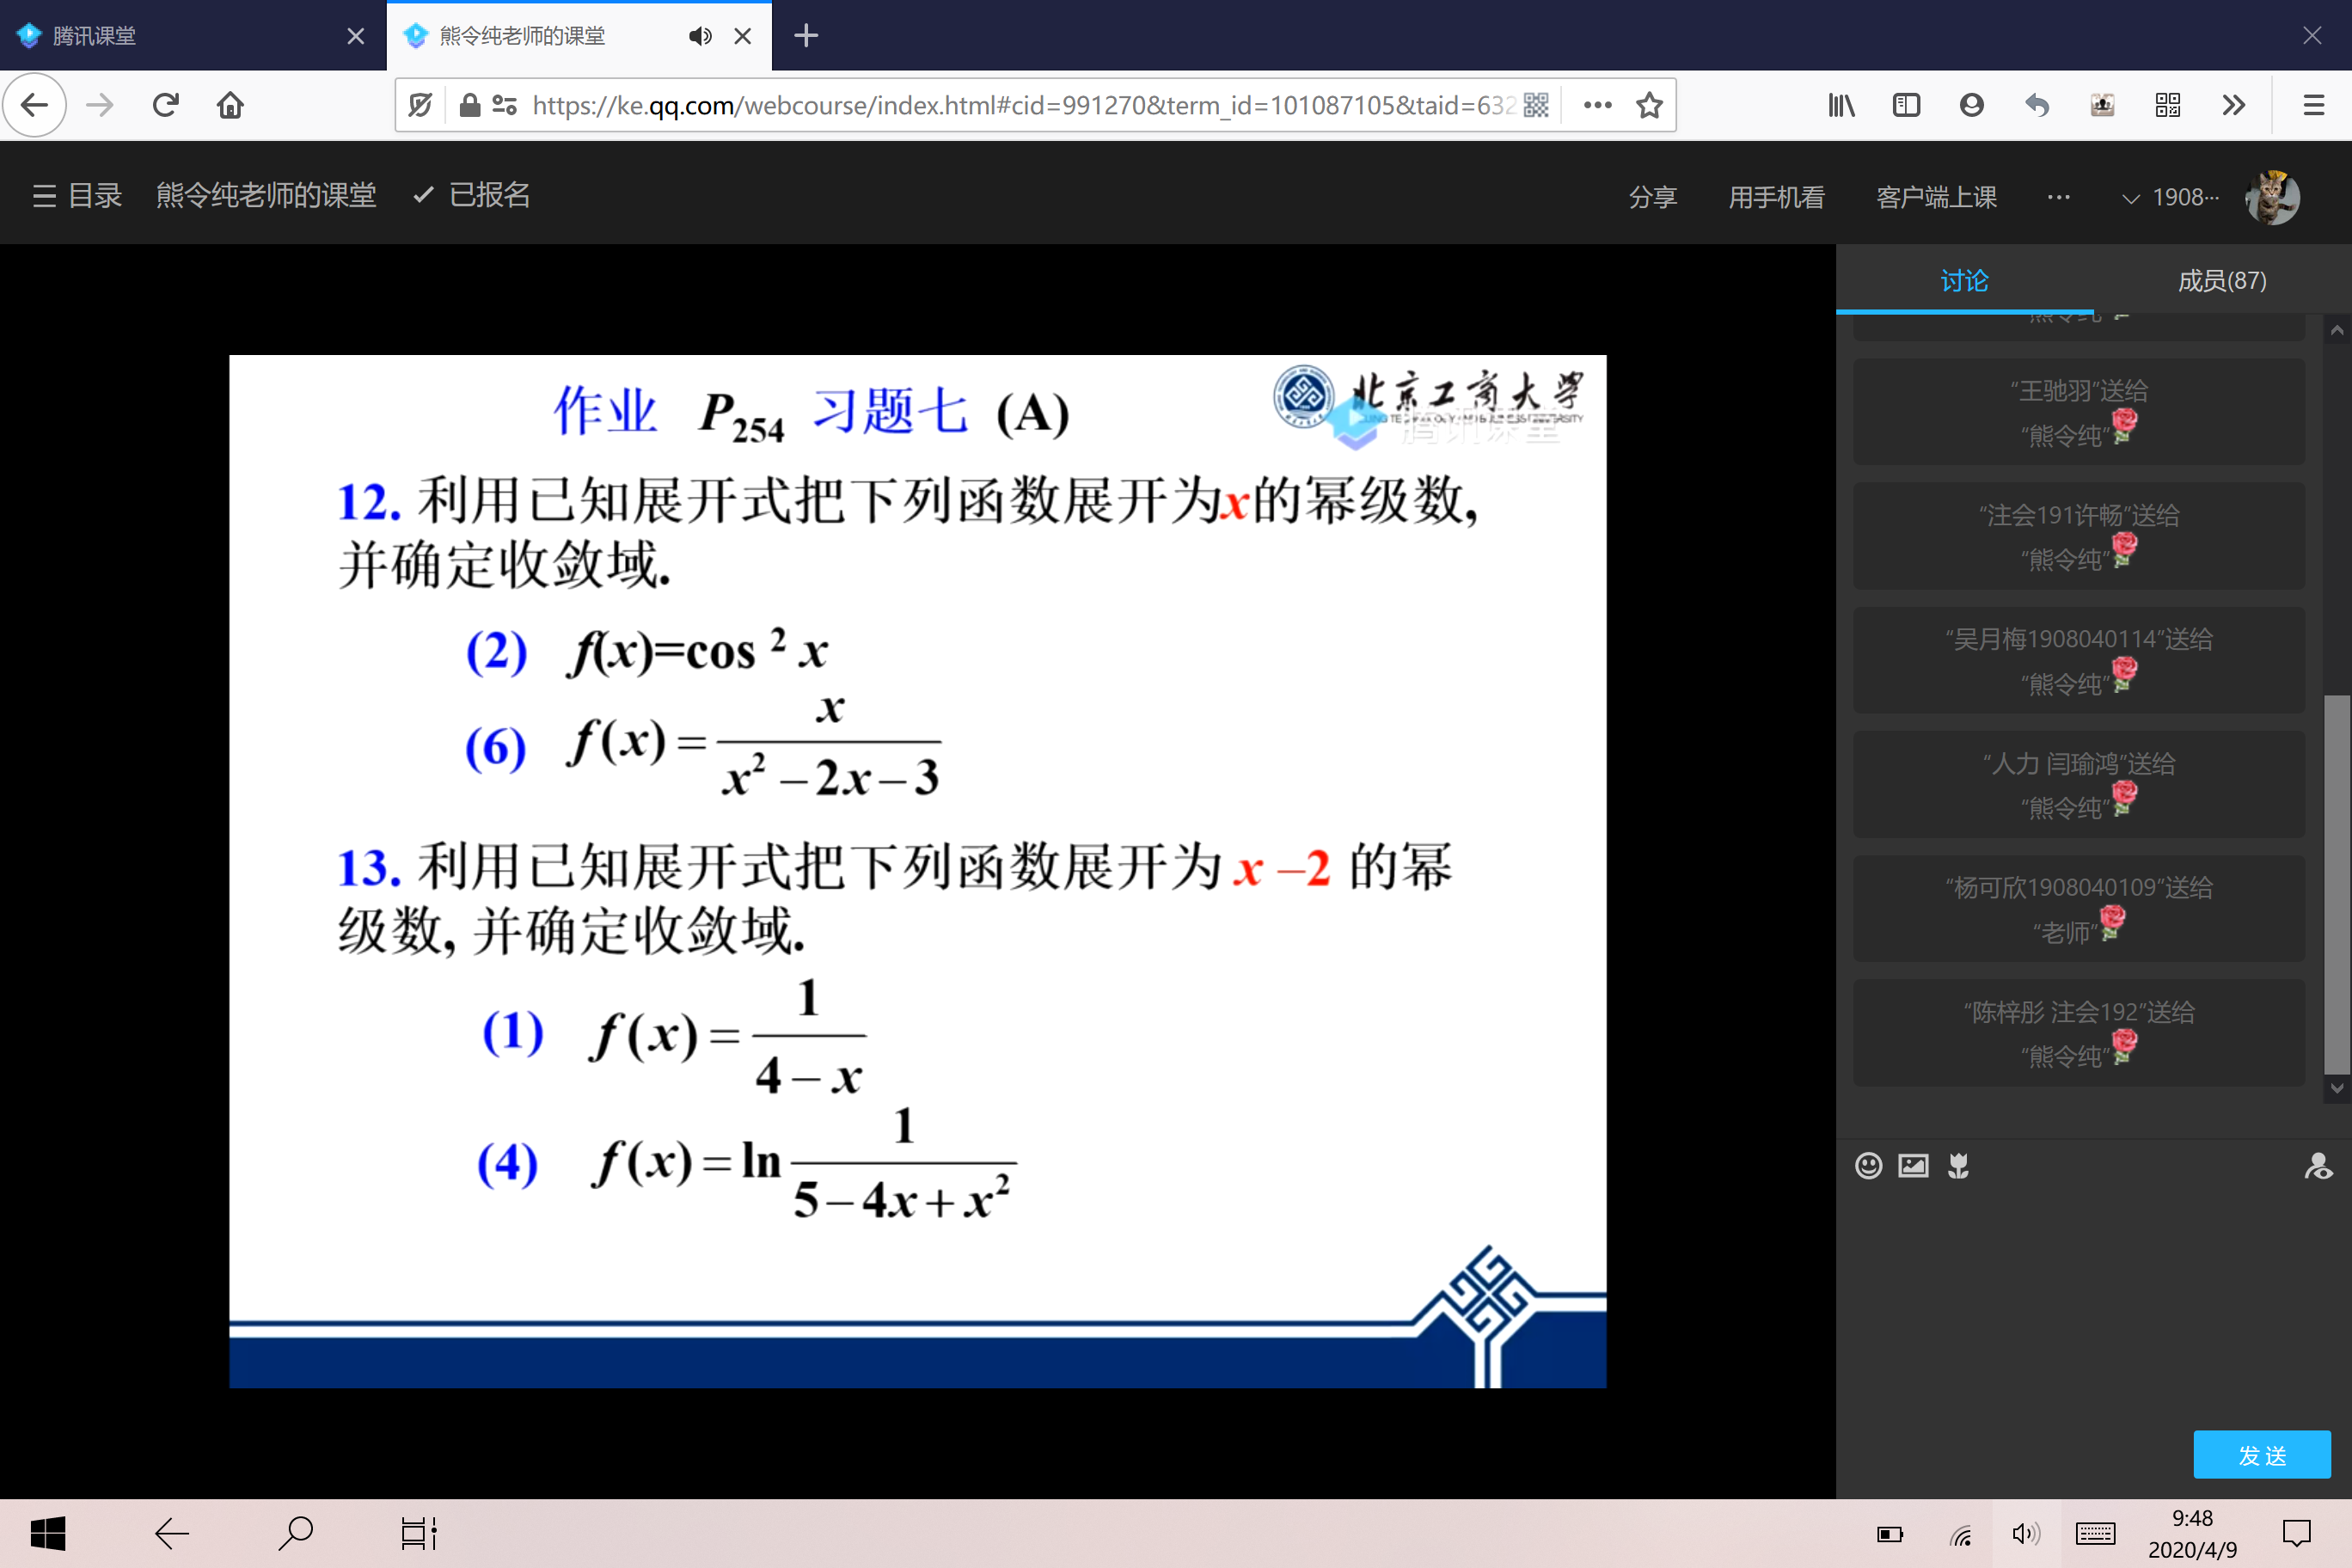 腾讯课堂
熊令纯老师的课堂
https://ke.qq.com/webcourse/index.html#cid=991270&term_id=101087105&taid=632
目录 熊令纯老师的课堂 已报名
分享 用手机看 客户端上课 ··· 1908···
讨论 成员(87)
作业 P254 习题七 (A)
北京工商大学
腾讯课堂
12. 利用已知展开式把下列函数展开为x的幂级数,
并确定收敛域.
(2) f(x)=cos ² x
(6) f(x) = x / (x² − 2x − 3)
13. 利用已知展开式把下列函数展开为 x −2 的幂
级数, 并确定收敛域.
(1) f(x) = 1 / (4 − x)
(4) f(x) = ln 1 / (5 − 4x + x²)
“熊令纯”
“王驰羽”送给
“熊令纯”
“注会191许畅”送给
“熊令纯”
“吴月梅1908040114”送给
“熊令纯”
“人力 闫瑜鸿”送给
“熊令纯”
“杨可欣1908040109”送给
“老师”
“陈梓彤 注会192”送给
“熊令纯”
发送
9:48
2020/4/9